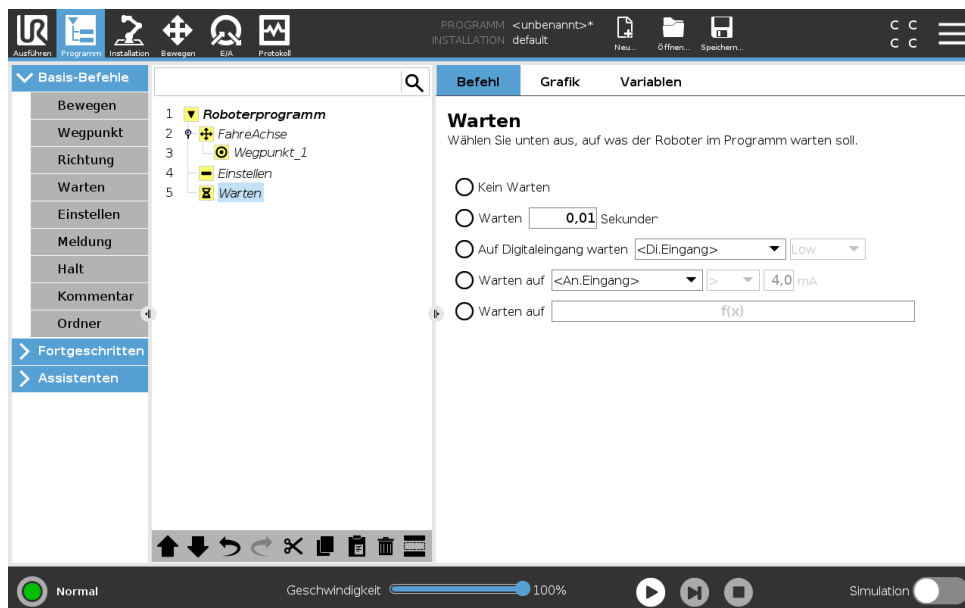 PROGRAMM <unbenannt>*
INSTALLATION default
Ausführen Programm Installation Bewegen E/A Protokoll Neu... Öffnen... Speichern...
C C
C C
Basis-Befehle
Bewegen
Wegpunkt
Richtung
Warten
Einstellen
Meldung
Halt
Kommentar
Ordner
Fortgeschritten
Assistenten
1 Roboterprogramm
2 FahreAchse
3 Wegpunkt_1
4 Einstellen
5 Warten
Befehl Grafik Variablen
Warten
Wählen Sie unten aus, auf was der Roboter im Programm warten soll.
Kein Warten
Warten 0,01 Sekunder
Auf Digitaleingang warten <Di.Eingang> Low
Warten auf <An.Eingang> > 4,0 mA
Warten auf f(x)
Normal Geschwindigkeit 100% Simulation